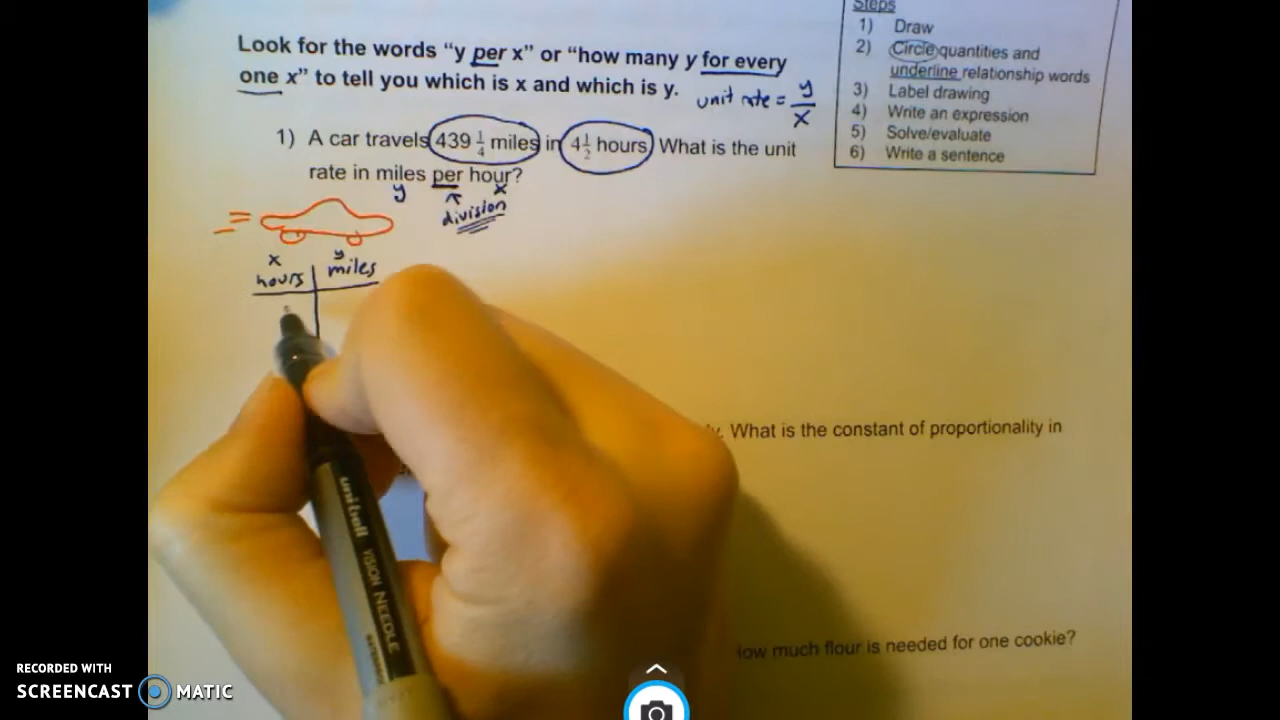 Look for the words “y per x” or “how many y for every
one x” to tell you which is x and which is y.
unit rate = y
x
1) A car travels 439 1/4 miles in 4 1/2 hours. What is the unit
rate in miles per hour?
y x
division
x y
hours miles
Steps
1) Draw
2) Circle quantities and
underline relationship words
3) Label drawing
4) Write an expression
5) Solve/evaluate
6) Write a sentence
What is the constant of proportionality in
How much flour is needed for one cookie?
uni-ball VISION NEEDLE
RECORDED WITH
SCREENCAST MATIC